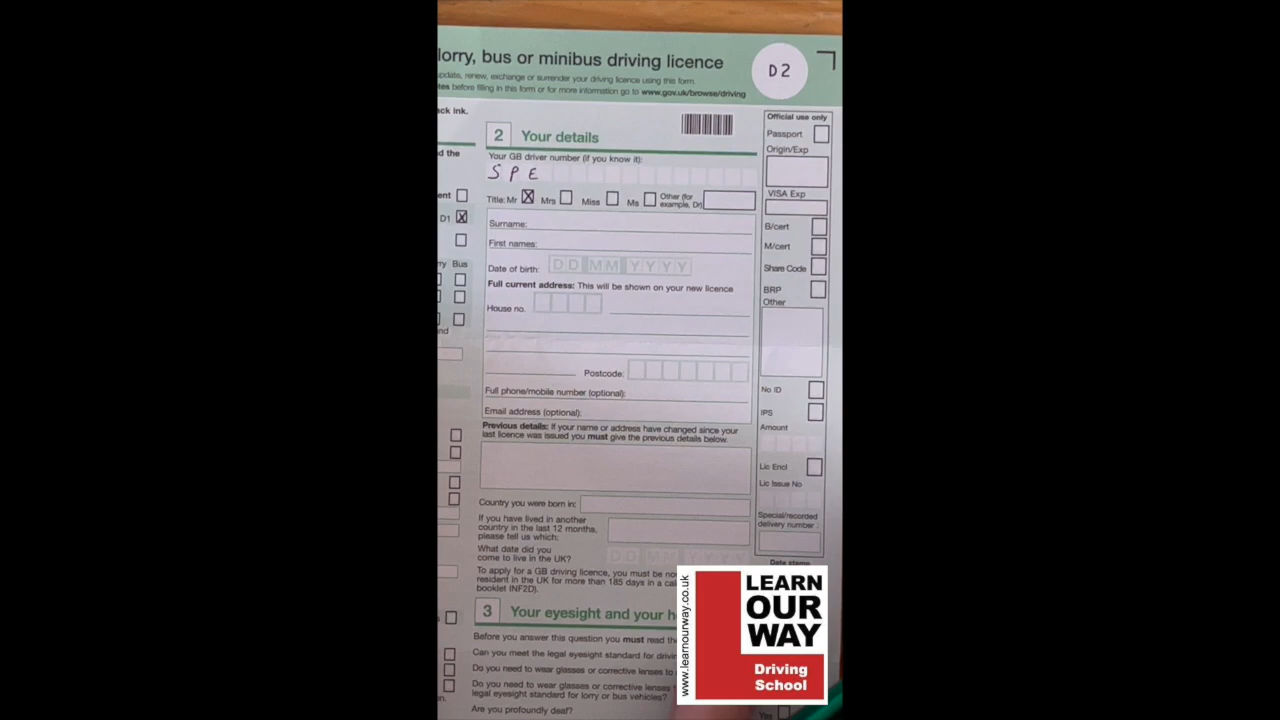 lorry, bus or minibus driving licence
update, renew, exchange or surrender your driving licence using this form.
before filling in this form or for more information go to www.gov.uk/browse/driving
D2
ack ink.
d the
ent
D1
ry Bus
nd
2 Your details
Your GB driver number (if you know it):
S P E
Title: Mr Mrs Miss Ms Other (for example, Dr)
Surname:
First names:
Date of birth: DD MM YYYY
Full current address: This will be shown on your new licence
House no.
Postcode:
Full phone/mobile number (optional):
Email address (optional):
Previous details: If your name or address have changed since your
last licence was issued you must give the previous details below.
Country you were born in:
If you have lived in another
country in the last 12 months,
please tell us which:
What date did you
come to live in the UK? DD MM YYYY
To apply for a GB driving licence, you must be
resident in the UK for more than 185 days in a
booklet INF2D).
3 Your eyesight and your
Before you answer this question you must read
Can you meet the legal eyesight standard for
Do you need to wear glasses or corrective lenses
Do you need to wear glasses or corrective lenses
legal eyesight standard for lorry or bus vehicles?
Are you profoundly deaf?
Yes
Official use only
Passport
Origin/Exp
VISA Exp
B/cert
M/cert
Share Code
BRP
Other
No ID
IPS
Amount
Lic Encl
Lic Issue No
Special/recorded
delivery number :
Date stamp
www.learnourway.co.uk
LEARN
OUR
WAY
Driving
School